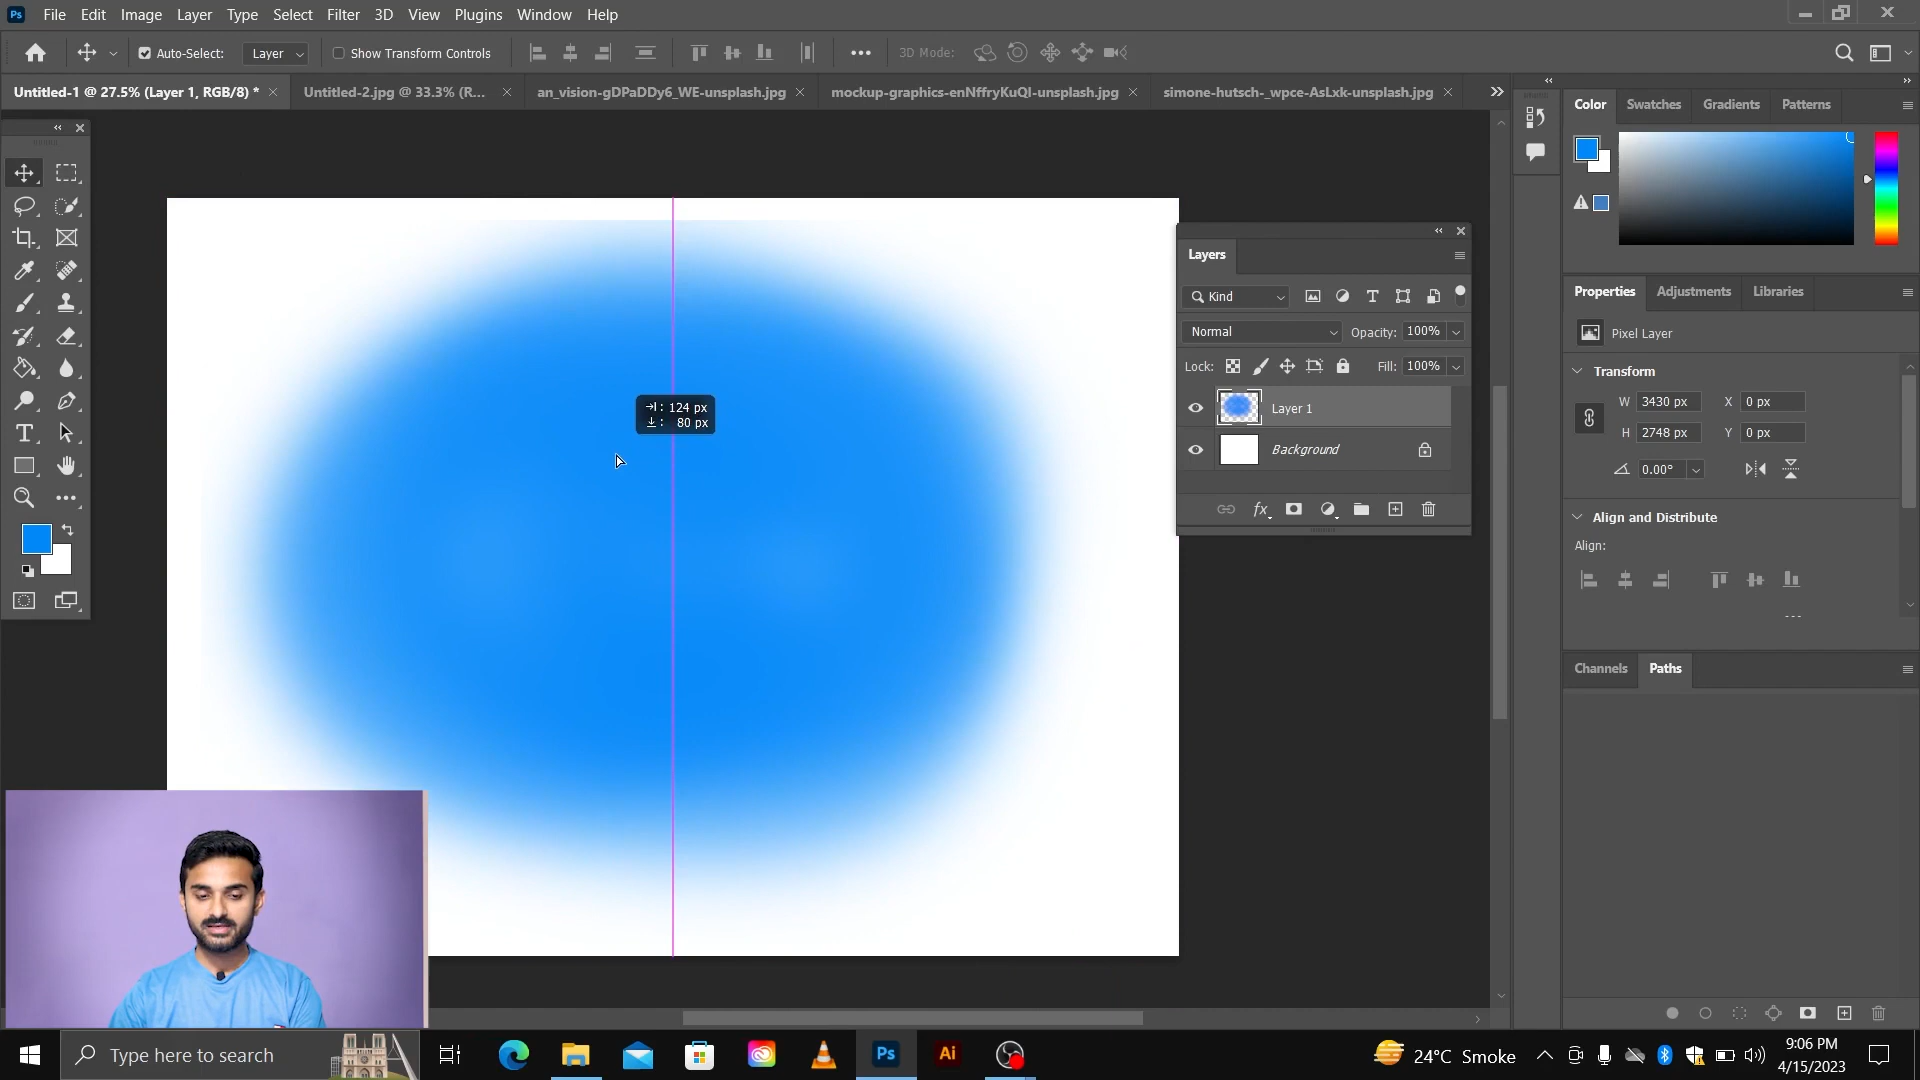 Ps File Edit Image Layer Type Select Filter 3D View Plugins Window Help
Auto-Select: Layer Show Transform Controls 3D Mode:
Untitled-1 @ 27.5% (Layer 1, RGB/8) * Untitled-2.jpg @ 33.3% (R... an_vision-gDPaDDy6_WE-unsplash.jpg mockup-graphics-enNffryKuQI-unsplash.jpg simone-hutsch-_wpce-AsLxk-unsplash.jpg
Color Swatches Gradients Patterns
Layers
Kind
Normal Opacity: 100%
Lock: Fill: 100%
Layer 1
Background
124 px
80 px
Properties Adjustments Libraries
Pixel Layer
Transform
W 3430 px X 0 px
H 2748 px Y 0 px
0.00°
Align and Distribute
Align:
Channels Paths
Type here to search
Ps Ai
24°C Smoke
9:06 PM
4/15/2023